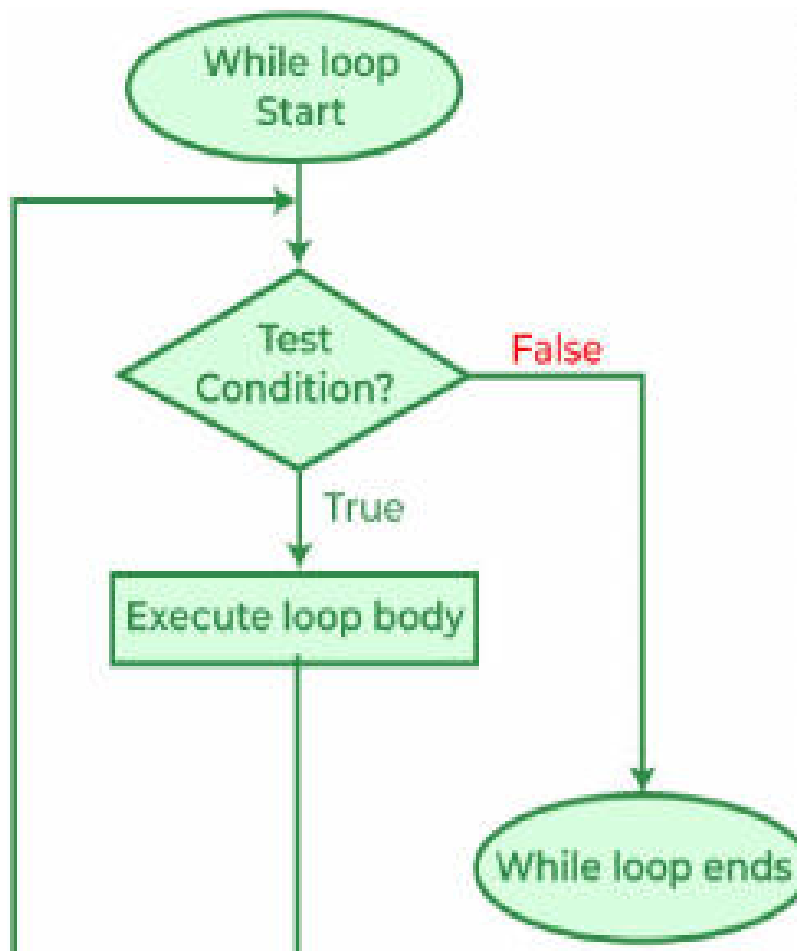 While loop
Start
Test
Condition?
False
True
Execute loop body
While loop ends